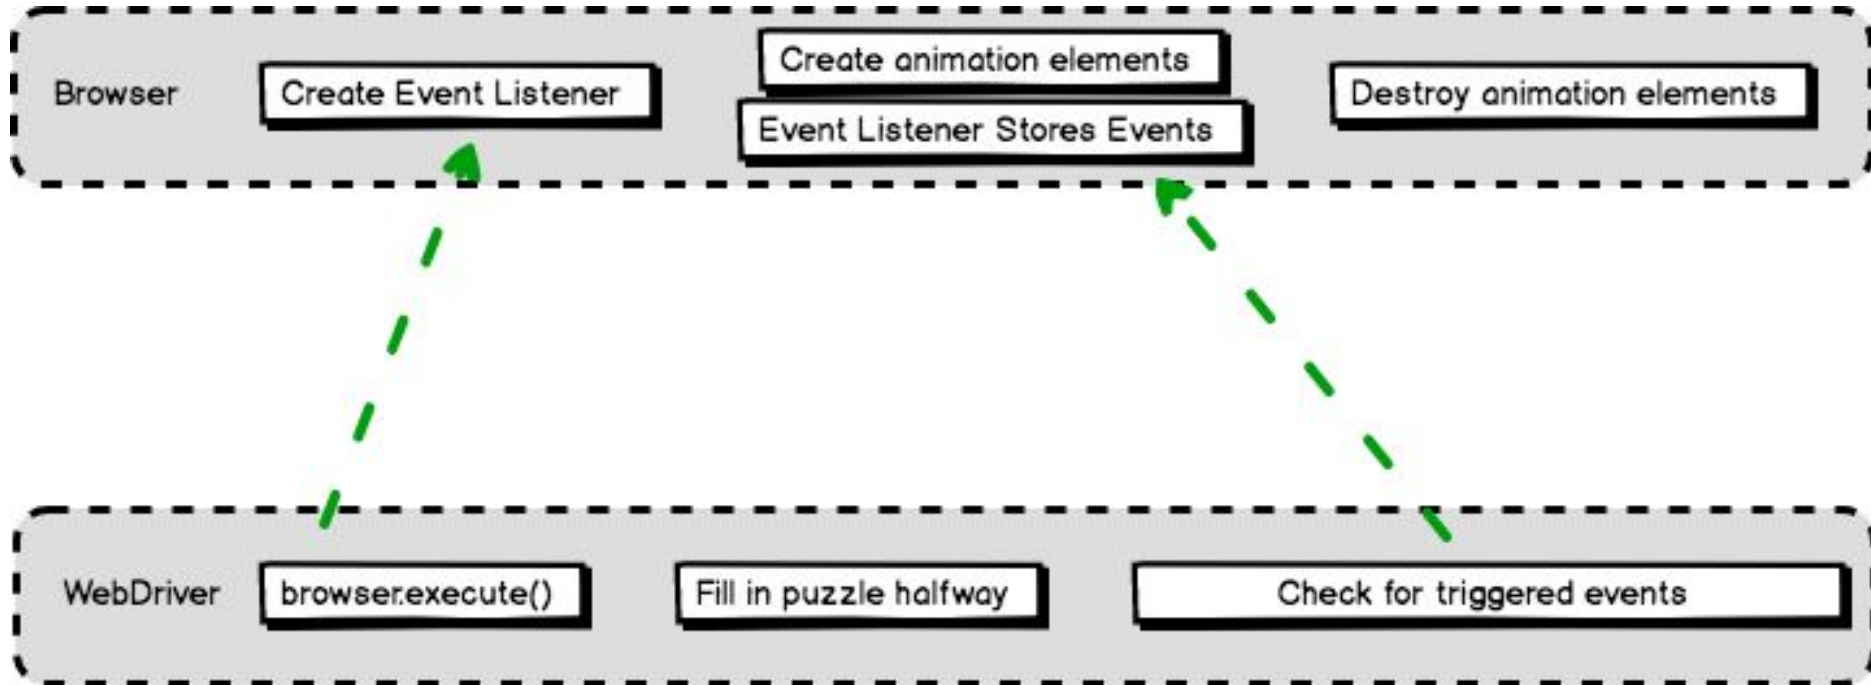 Browser
Create Event Listener
Create animation elements
Event Listener Stores Events
Destroy animation elements
WebDriver
browser.execute()
Fill in puzzle halfway
Check for triggered events